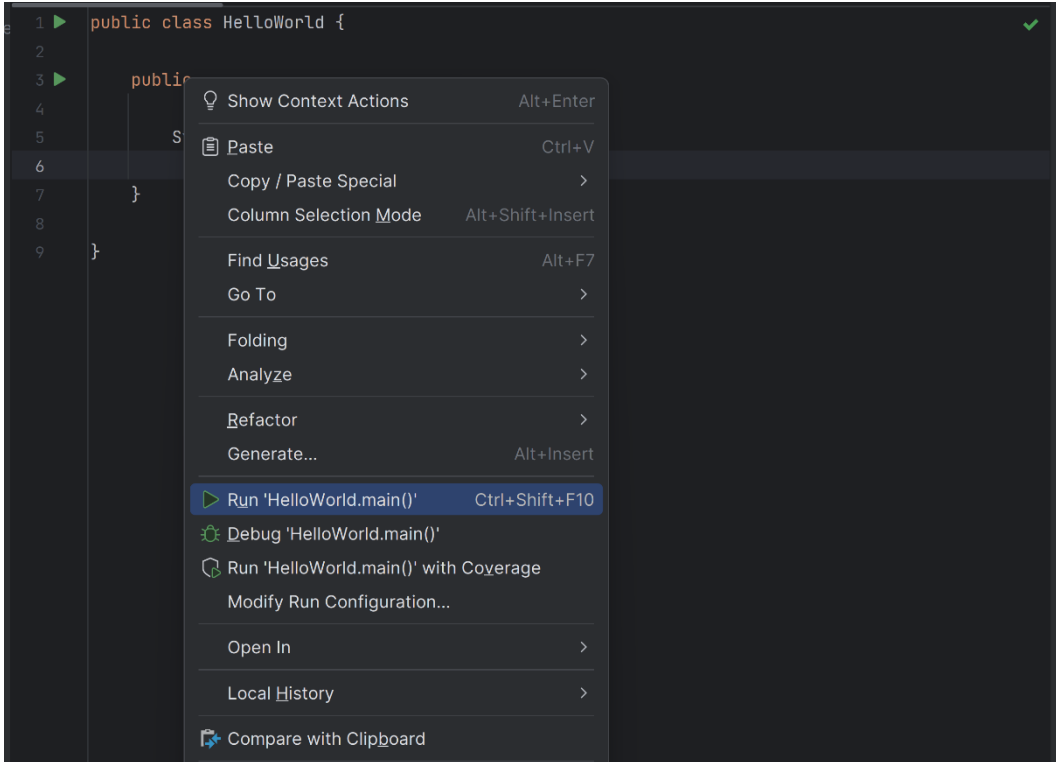 1 public class HelloWorld {
2
3 public
Show Context Actions Alt+Enter
4
5 S
Paste Ctrl+V
6
Copy / Paste Special
7 }
Column Selection Mode Alt+Shift+Insert
8
9 }
Find Usages Alt+F7
Go To
Folding
Analyze
Refactor
Generate... Alt+Insert
Run 'HelloWorld.main()' Ctrl+Shift+F10
Debug 'HelloWorld.main()'
Run 'HelloWorld.main()' with Coverage
Modify Run Configuration...
Open In
Local History
Compare with Clipboard